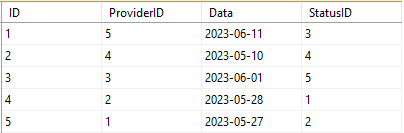 ID ProviderID Data StatusID
1 5 2023-06-11 3
2 4 2023-05-10 4
3 3 2023-06-01 5
4 2 2023-05-28 1
5 1 2023-05-27 2